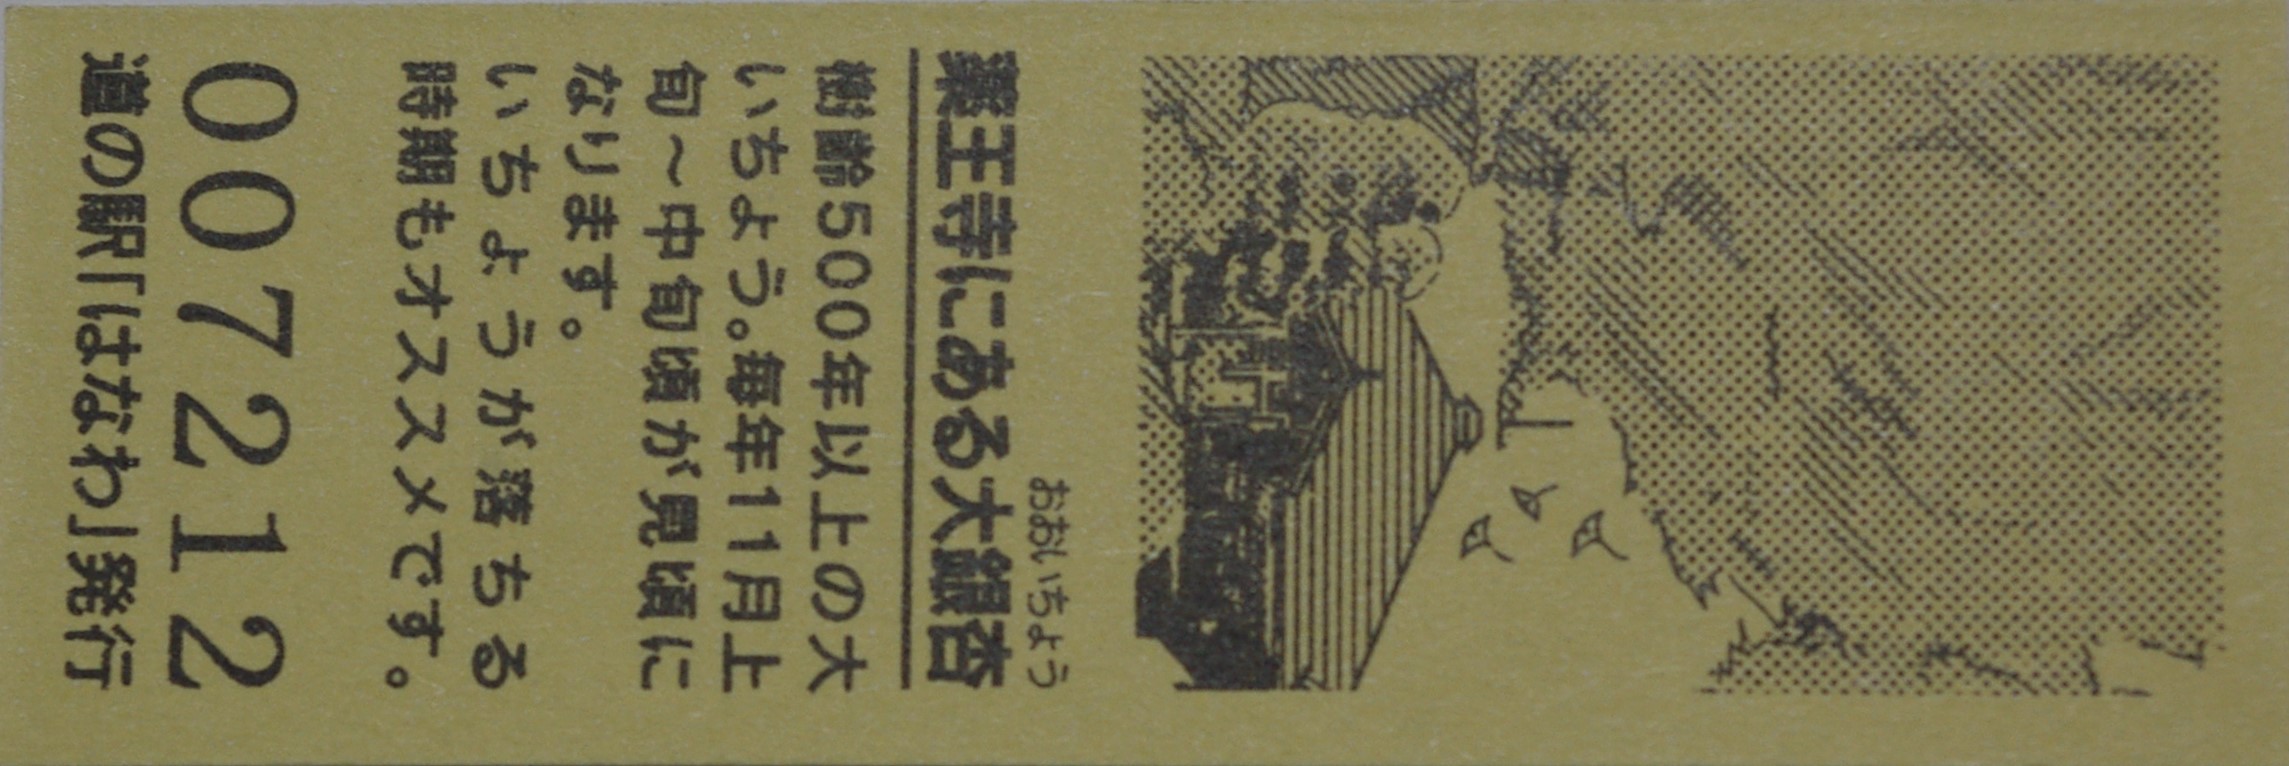 おおいちょう
薬王寺にある大銀杏
樹齢500年以上の大
いちょう。毎年11月上
旬～中旬頃が見頃に
なります。
いちょうが落ちる
時期もオススメです。
007212
道の駅「はなわ」発行